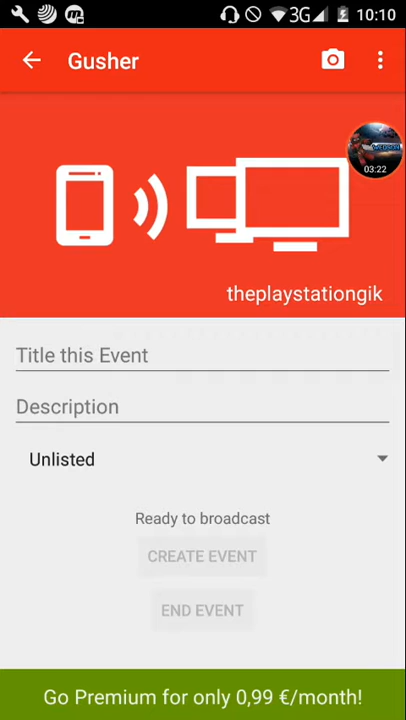 3G 10:10
Gusher
03:22
theplaystationgik
Title this Event
Description
Unlisted
Ready to broadcast
CREATE EVENT
END EVENT
Go Premium for only 0,99 €/month!